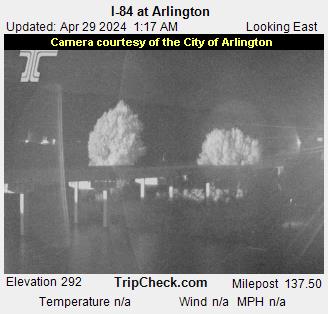 I-84 at Arlington
Updated: Apr 29 2024 1:17 AM Looking East
Camera courtesy of the City of Arlington
Elevation 292 TripCheck.com Milepost 137.50
Temperature n/a Wind n/a MPH n/a